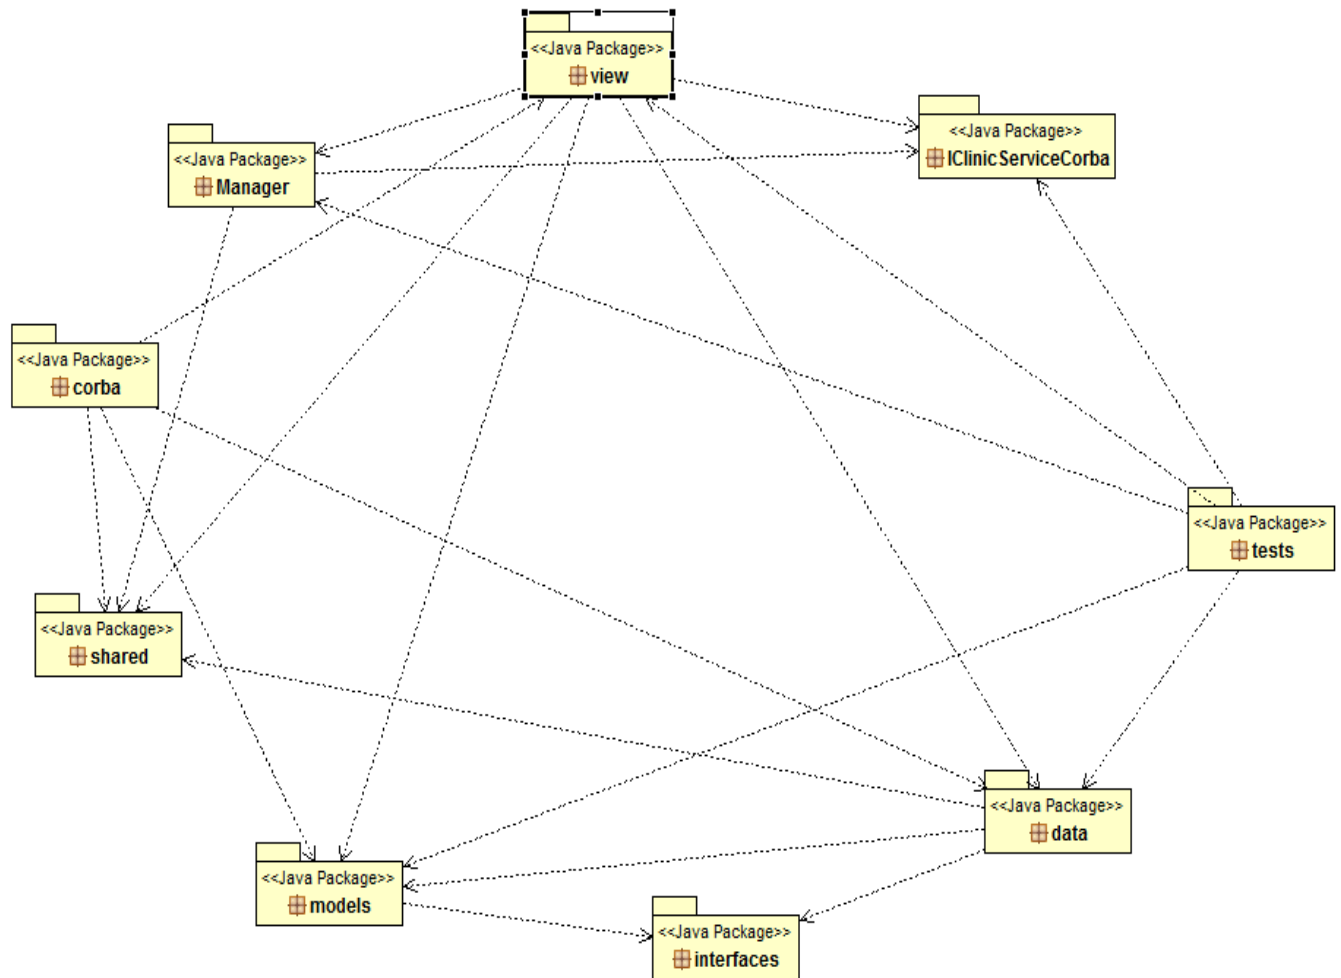 <<Java Package>>
view
<<Java Package>>
IClinicServiceCorba
<<Java Package>>
Manager
<<Java Package>>
corba
<<Java Package>>
tests
<<Java Package>>
shared
<<Java Package>>
data
<<Java Package>>
models
<<Java Package>>
interfaces